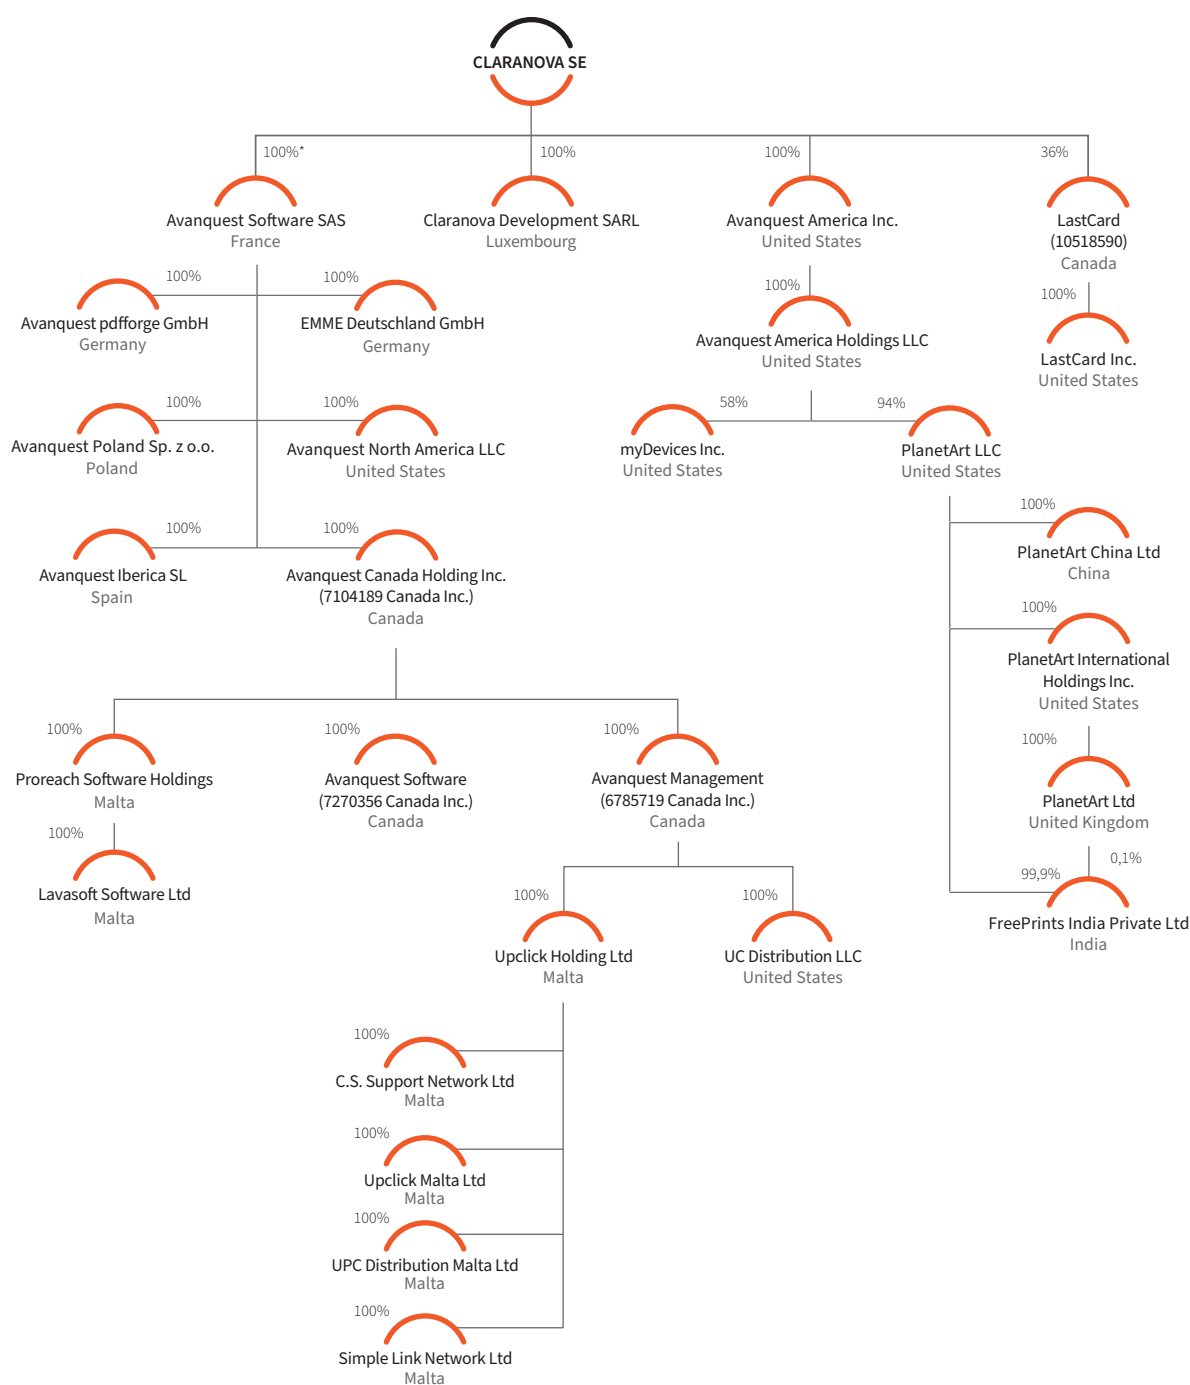 CLARANOVA SE
100%*
100%
100%
36%
Avanquest Software SAS
France
Claranova Development SARL
Luxembourg
Avanquest America Inc.
United States
LastCard
(10518590)
Canada
100%
100%
100%
100%
Avanquest pdfforge GmbH
Germany
EMME Deutschland GmbH
Germany
Avanquest America Holdings LLC
United States
LastCard Inc.
United States
100%
100%
58%
94%
Avanquest Poland Sp. z o.o.
Poland
Avanquest North America LLC
United States
myDevices Inc.
United States
PlanetArt LLC
United States
100%
100%
100%
Avanquest Iberica SL
Spain
Avanquest Canada Holding Inc.
(7104189 Canada Inc.)
Canada
PlanetArt China Ltd
China
100%
PlanetArt International
Holdings Inc.
United States
100%
100%
100%
100%
Proreach Software Holdings
Malta
Avanquest Software
(7270356 Canada Inc.)
Canada
Avanquest Management
(6785719 Canada Inc.)
Canada
PlanetArt Ltd
United Kingdom
100%
99,9%
0,1%
Lavasoft Software Ltd
Malta
100%
100%
FreePrints India Private Ltd
India
Upclick Holding Ltd
Malta
UC Distribution LLC
United States
100%
C.S. Support Network Ltd
Malta
100%
Upclick Malta Ltd
Malta
100%
UPC Distribution Malta Ltd
Malta
100%
Simple Link Network Ltd
Malta